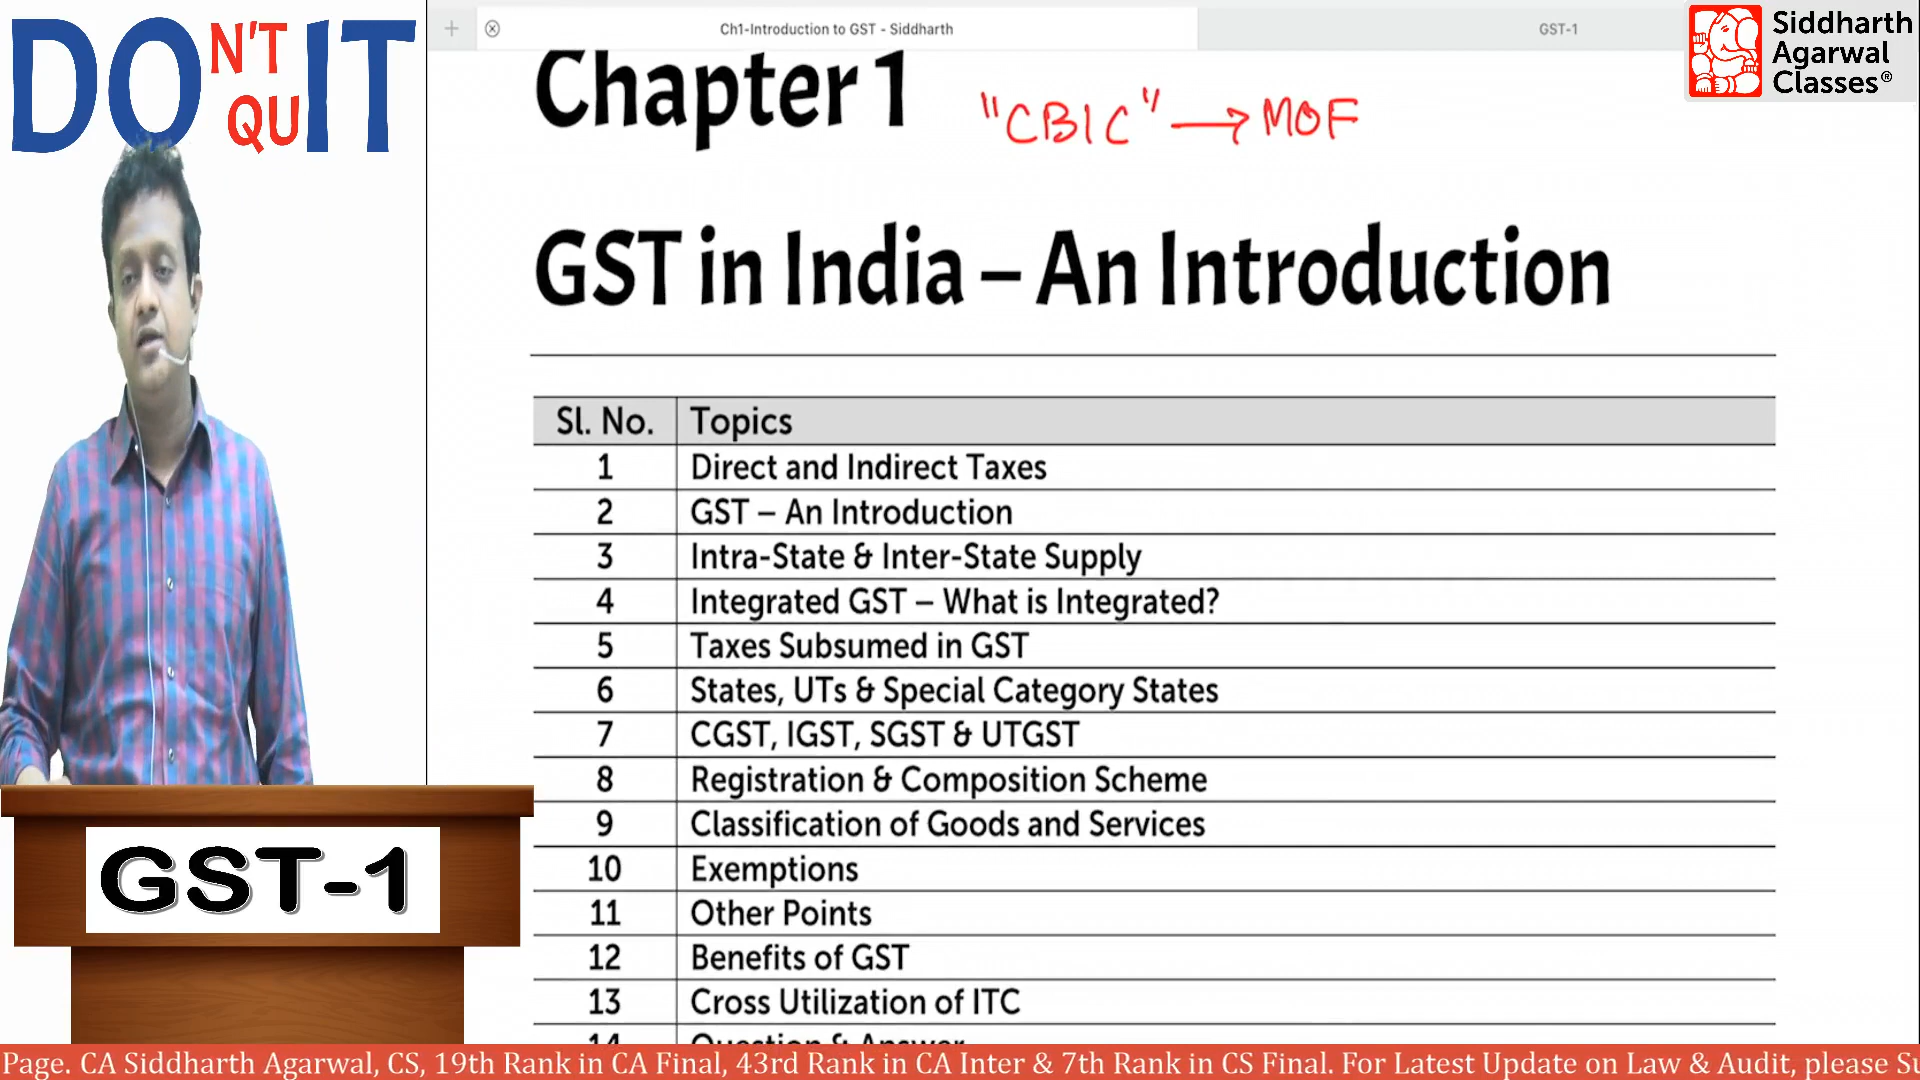 DON'T QUIT
Ch1-Introduction to GST - Siddharth
GST-1
Siddharth
Agarwal
Classes®
Chapter 1
"CBIC" → MOF
GST in India – An Introduction
Sl. No. Topics
1 Direct and Indirect Taxes
2 GST – An Introduction
3 Intra-State & Inter-State Supply
4 Integrated GST – What is Integrated?
5 Taxes Subsumed in GST
6 States, UTs & Special Category States
7 CGST, IGST, SGST & UTGST
8 Registration & Composition Scheme
9 Classification of Goods and Services
10 Exemptions
11 Other Points
12 Benefits of GST
13 Cross Utilization of ITC
14 Question & Answer
GST-1
Page. CA Siddharth Agarwal, CS, 19th Rank in CA Final, 43rd Rank in CA Inter & 7th Rank in CS Final. For Latest Update on Law & Audit, please